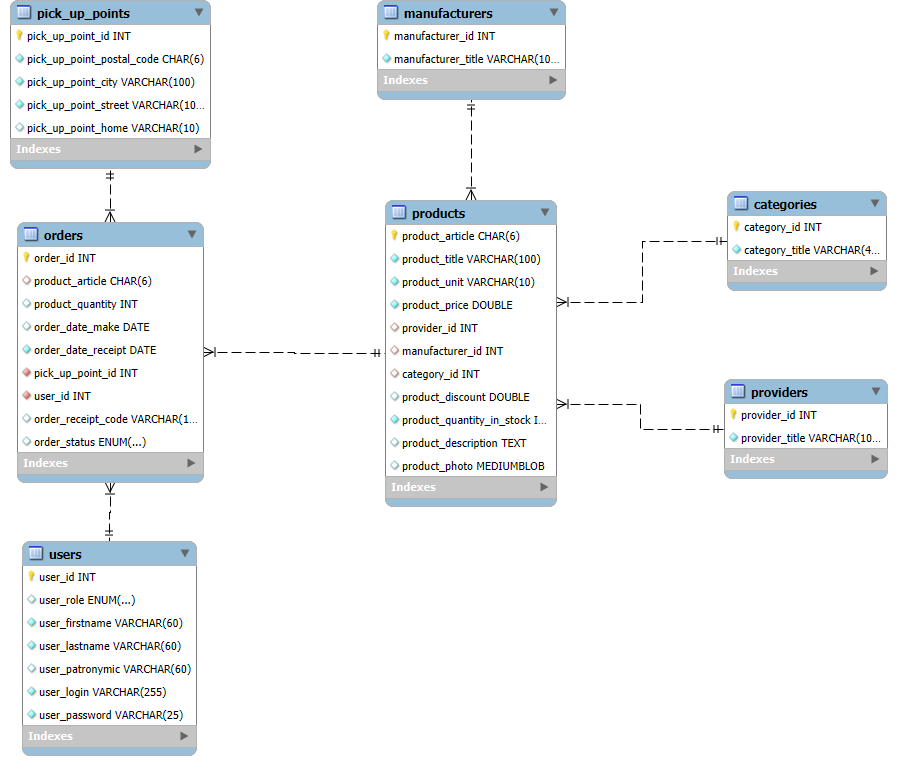 pick_up_points
pick_up_point_id INT
pick_up_point_postal_code CHAR(6)
pick_up_point_city VARCHAR(100)
pick_up_point_street VARCHAR(10...
pick_up_point_home VARCHAR(10)
Indexes
manufacturers
manufacturer_id INT
manufacturer_title VARCHAR(10...
Indexes
orders
order_id INT
product_article CHAR(6)
product_quantity INT
order_date_make DATE
order_date_receipt DATE
pick_up_point_id INT
user_id INT
order_receipt_code VARCHAR(1...
order_status ENUM(...)
Indexes
products
product_article CHAR(6)
product_title VARCHAR(100)
product_unit VARCHAR(10)
product_price DOUBLE
provider_id INT
manufacturer_id INT
category_id INT
product_discount DOUBLE
product_quantity_in_stock I...
product_description TEXT
product_photo MEDIUMBLOB
Indexes
categories
category_id INT
category_title VARCHAR(4...
Indexes
providers
provider_id INT
provider_title VARCHAR(10...
Indexes
users
user_id INT
user_role ENUM(...)
user_firstname VARCHAR(60)
user_lastname VARCHAR(60)
user_patronymic VARCHAR(60)
user_login VARCHAR(255)
user_password VARCHAR(25)
Indexes